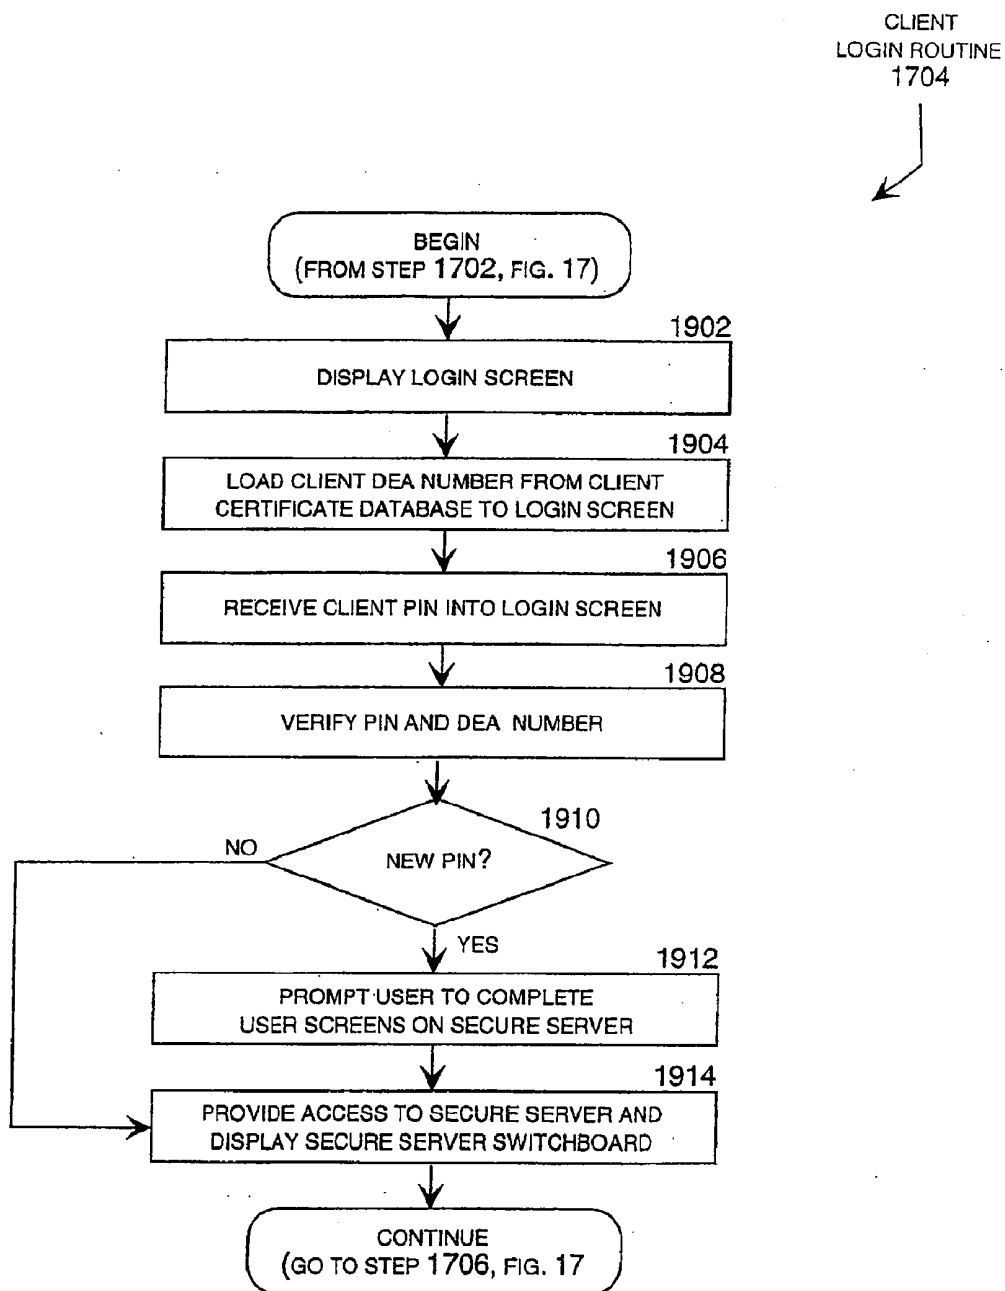 CLIENT
LOGIN ROUTINE
1704
BEGIN
(FROM STEP 1702, FIG. 17)
1902
DISPLAY LOGIN SCREEN
1904
LOAD CLIENT DEA NUMBER FROM CLIENT
CERTIFICATE DATABASE TO LOGIN SCREEN
1906
RECEIVE CLIENT PIN INTO LOGIN SCREEN
1908
VERIFY PIN AND DEA NUMBER
1910
NO
NEW PIN?
YES
1912
PROMPT USER TO COMPLETE
USER SCREENS ON SECURE SERVER
1914
PROVIDE ACCESS TO SECURE SERVER AND
DISPLAY SECURE SERVER SWITCHBOARD
CONTINUE
(GO TO STEP 1706, FIG. 17